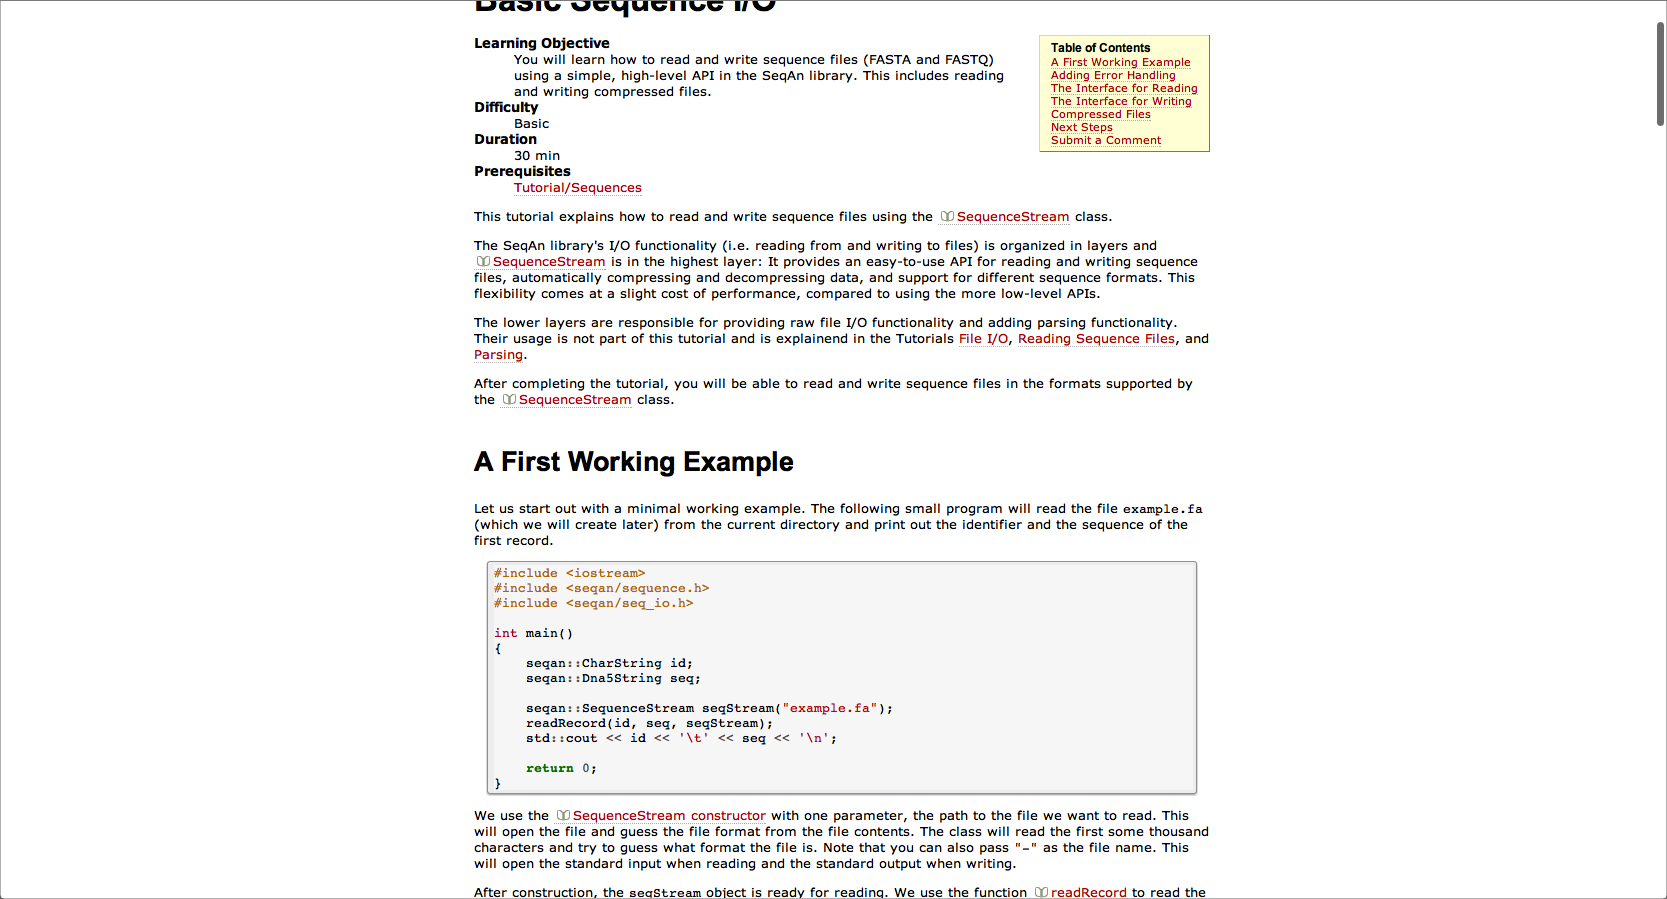 Basic Sequence I/O
Learning Objective
You will learn how to read and write sequence files (FASTA and FASTQ)
using a simple, high-level API in the SeqAn library. This includes reading
and writing compressed files.
Difficulty
Basic
Duration
30 min
Prerequisites
Tutorial/Sequences
Table of Contents
A First Working Example
Adding Error Handling
The Interface for Reading
The Interface for Writing
Compressed Files
Next Steps
Submit a Comment
This tutorial explains how to read and write sequence files using the SequenceStream class.
The SeqAn library's I/O functionality (i.e. reading from and writing to files) is organized in layers and
SequenceStream is in the highest layer: It provides an easy-to-use API for reading and writing sequence
files, automatically compressing and decompressing data, and support for different sequence formats. This
flexibility comes at a slight cost of performance, compared to using the more low-level APIs.
The lower layers are responsible for providing raw file I/O functionality and adding parsing functionality.
Their usage is not part of this tutorial and is explainend in the Tutorials File I/O, Reading Sequence Files, and
Parsing.
After completing the tutorial, you will be able to read and write sequence files in the formats supported by
the SequenceStream class.
A First Working Example
Let us start out with a minimal working example. The following small program will read the file example.fa
(which we will create later) from the current directory and print out the identifier and the sequence of the
first record.
#include <iostream>
#include <seqan/sequence.h>
#include <seqan/seq_io.h>
int main()
{
    seqan::CharString id;
    seqan::Dna5String seq;
    seqan::SequenceStream seqStream("example.fa");
    readRecord(id, seq, seqStream);
    std::cout << id << '\t' << seq << '\n';
    return 0;
}
We use the SequenceStream constructor with one parameter, the path to the file we want to read. This
will open the file and guess the file format from the file contents. The class will read the first some thousand
characters and try to guess what format the file is. Note that you can also pass "-" as the file name. This
will open the standard input when reading and the standard output when writing.
After construction, the seqStream object is ready for reading. We use the function readRecord to read the